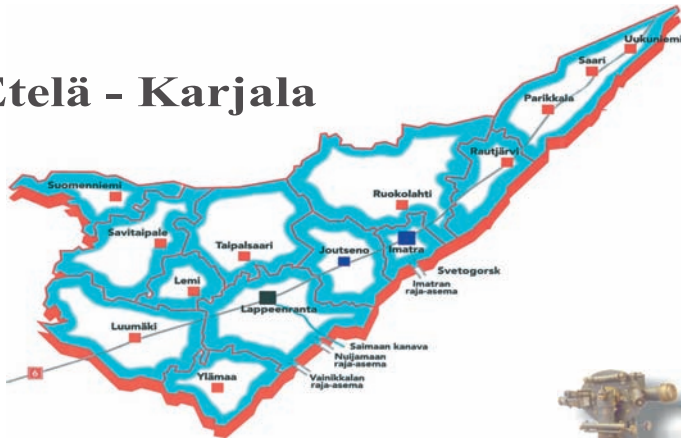 Etelä - Karjala
Uukuniemi
Saari
Parikkala
Rautjärvi
Suomenniemi
Ruokolahti
Savitaipale
Taipalsaari
Joutseno
Imatra
Svetogorsk
Imatran
raja-asema
Lemi
Lappeenranta
Luumäki
Saimaan kanava
Nuijamaan
raja-asema
Vainikkalan
raja-asema
Ylämaa
6